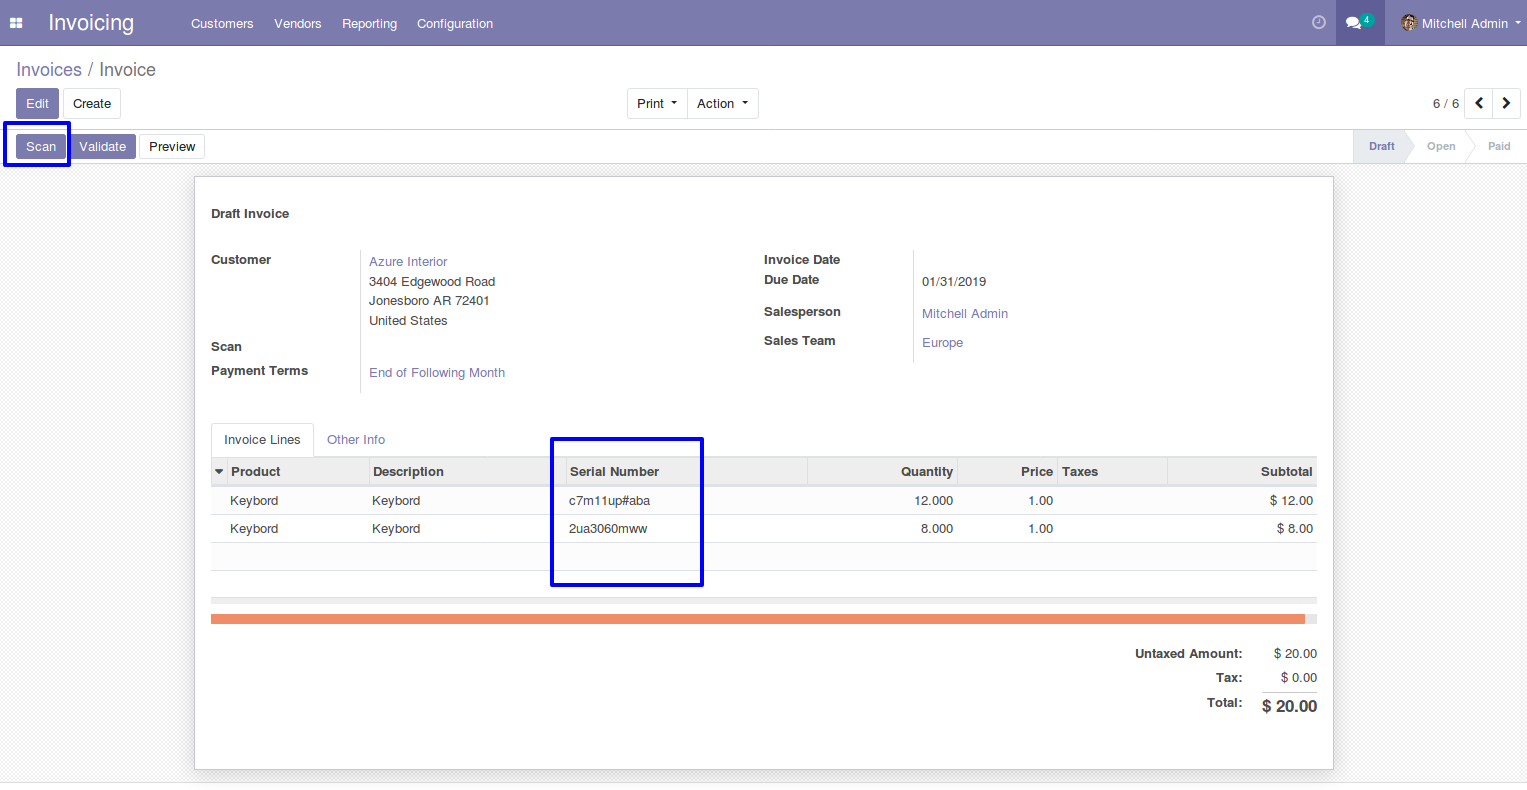 Invoicing Customers Vendors Reporting Configuration 4 Mitchell Admin
Invoices / Invoice
Edit Create Print Action 6 / 6
Scan Validate Preview Draft Open Paid
Draft Invoice
Customer Azure Interior Invoice Date
3404 Edgewood Road Due Date 01/31/2019
Jonesboro AR 72401
United States Salesperson Mitchell Admin
Scan Sales Team Europe
Payment Terms End of Following Month
Invoice Lines Other Info
Product Description Serial Number Quantity Price Taxes Subtotal
Keybord Keybord c7m11up#aba 12.000 1.00 $ 12.00
Keybord Keybord 2ua3060mww 8.000 1.00 $ 8.00
Untaxed Amount: $ 20.00
Tax: $ 0.00
Total: $ 20.00